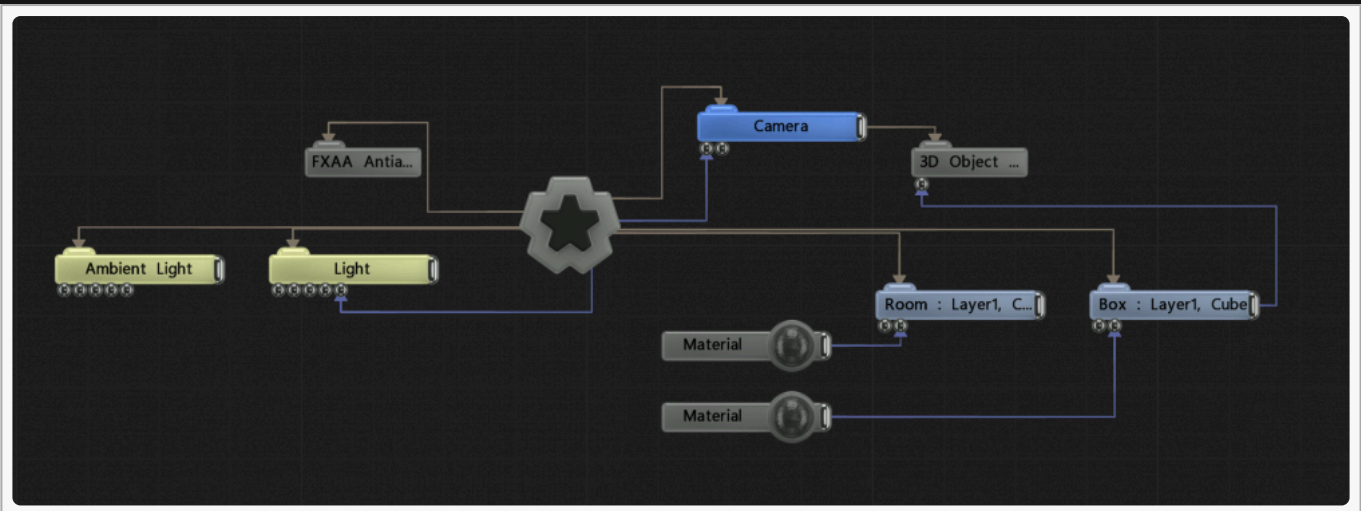 Camera
FXAA Antia...
3D Object ...
Ambient Light
Light
Room : Layer1, C...
Box : Layer1, Cube
Material
Material